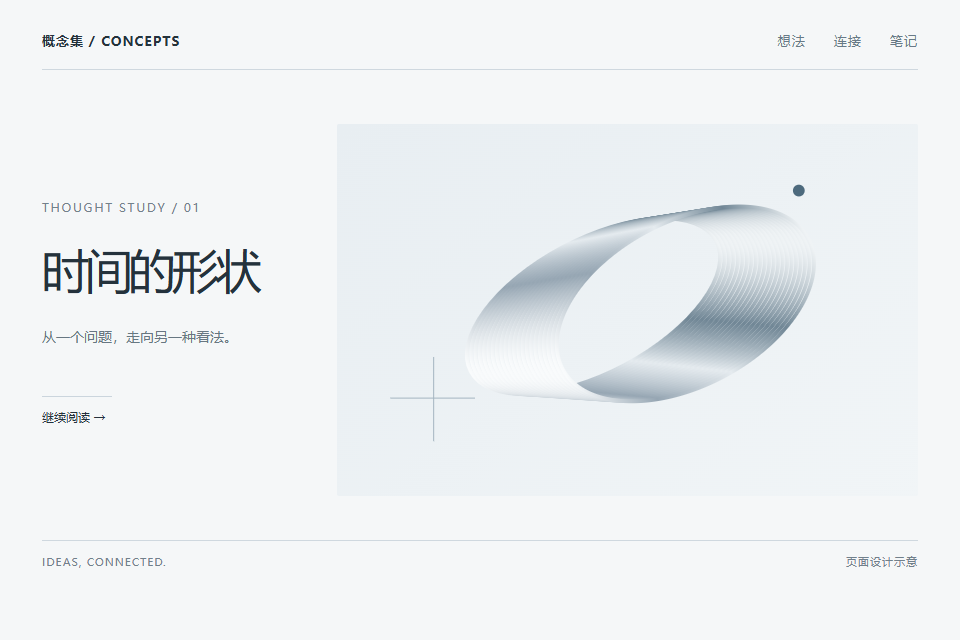 概念集 / CONCEPTS
想法 连接 笔记
THOUGHT STUDY / 01
时间的形状
从一个问题，走向另一种看法。
继续阅读 →
IDEAS, CONNECTED.
页面设计示意